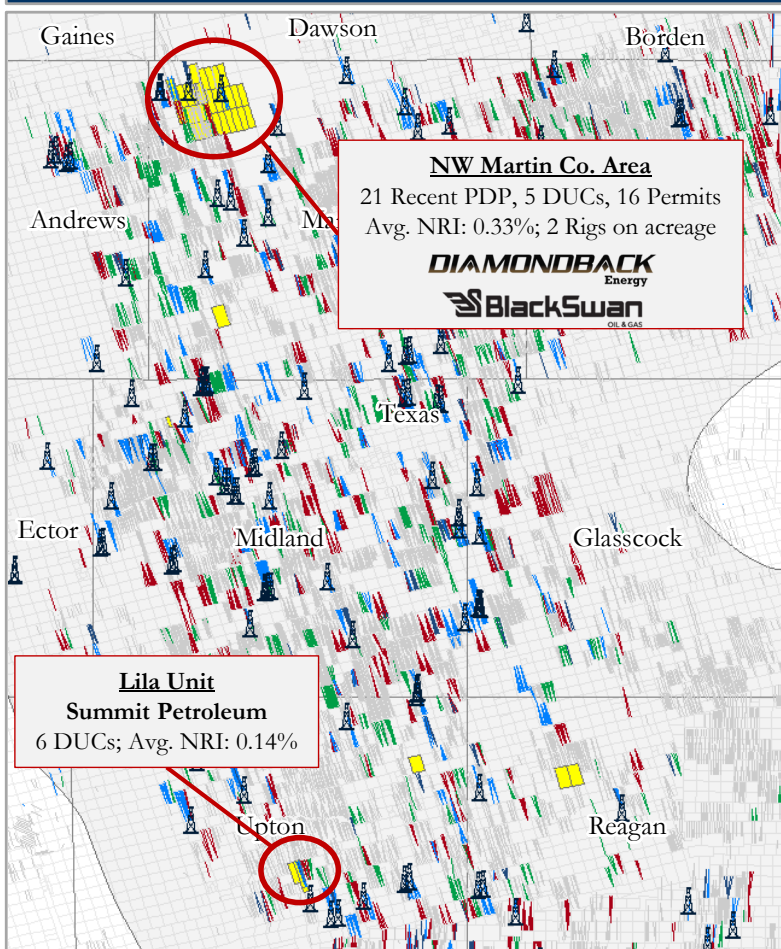 Gaines
Dawson
Borden
NW Martin Co. Area
21 Recent PDP, 5 DUCs, 16 Permits
Avg. NRI: 0.33%; 2 Rigs on acreage
DIAMONDBACK
Energy
BlackSwan
OIL & GAS
Andrews
Ma
Texas
Ector
Midland
Glasscock
Lila Unit
Summit Petroleum
6 DUCs; Avg. NRI: 0.14%
Upton
Reagan